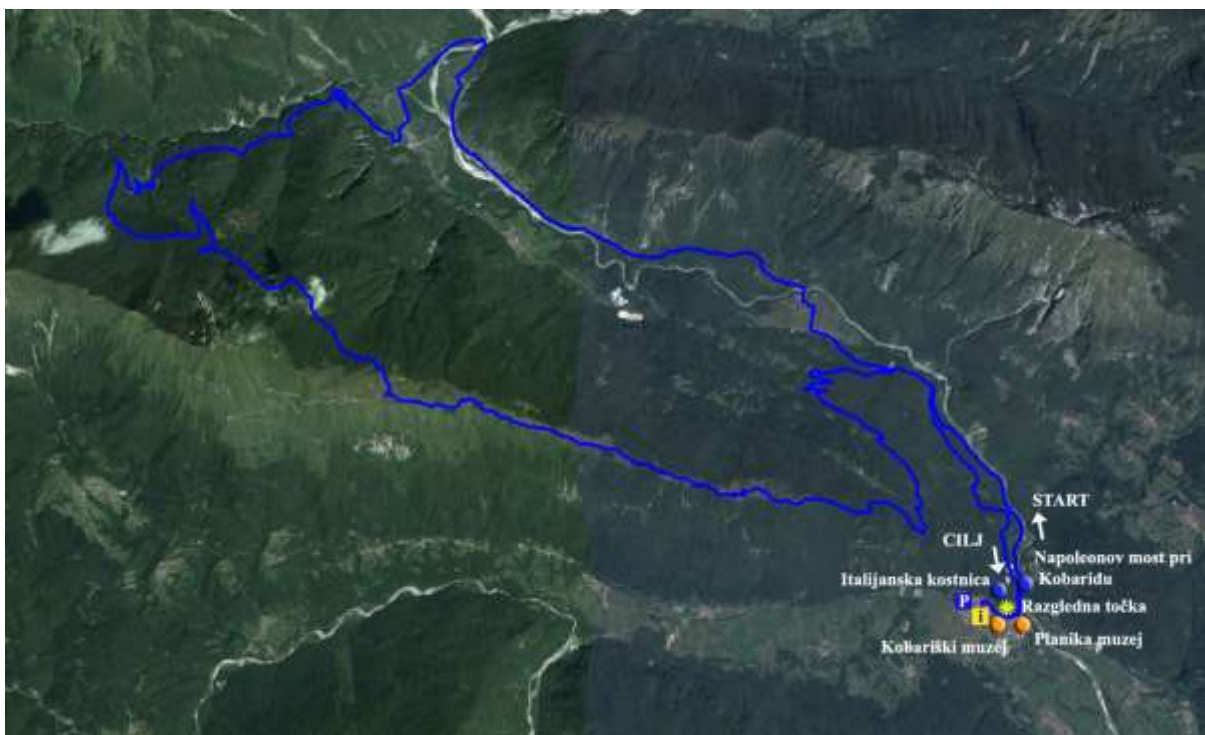 START
CILJ
Napoleonov most pri
Kobaridu
Italijanska kostnica
P
Razgledna točka
i
Kobariški muzej
Planika muzej